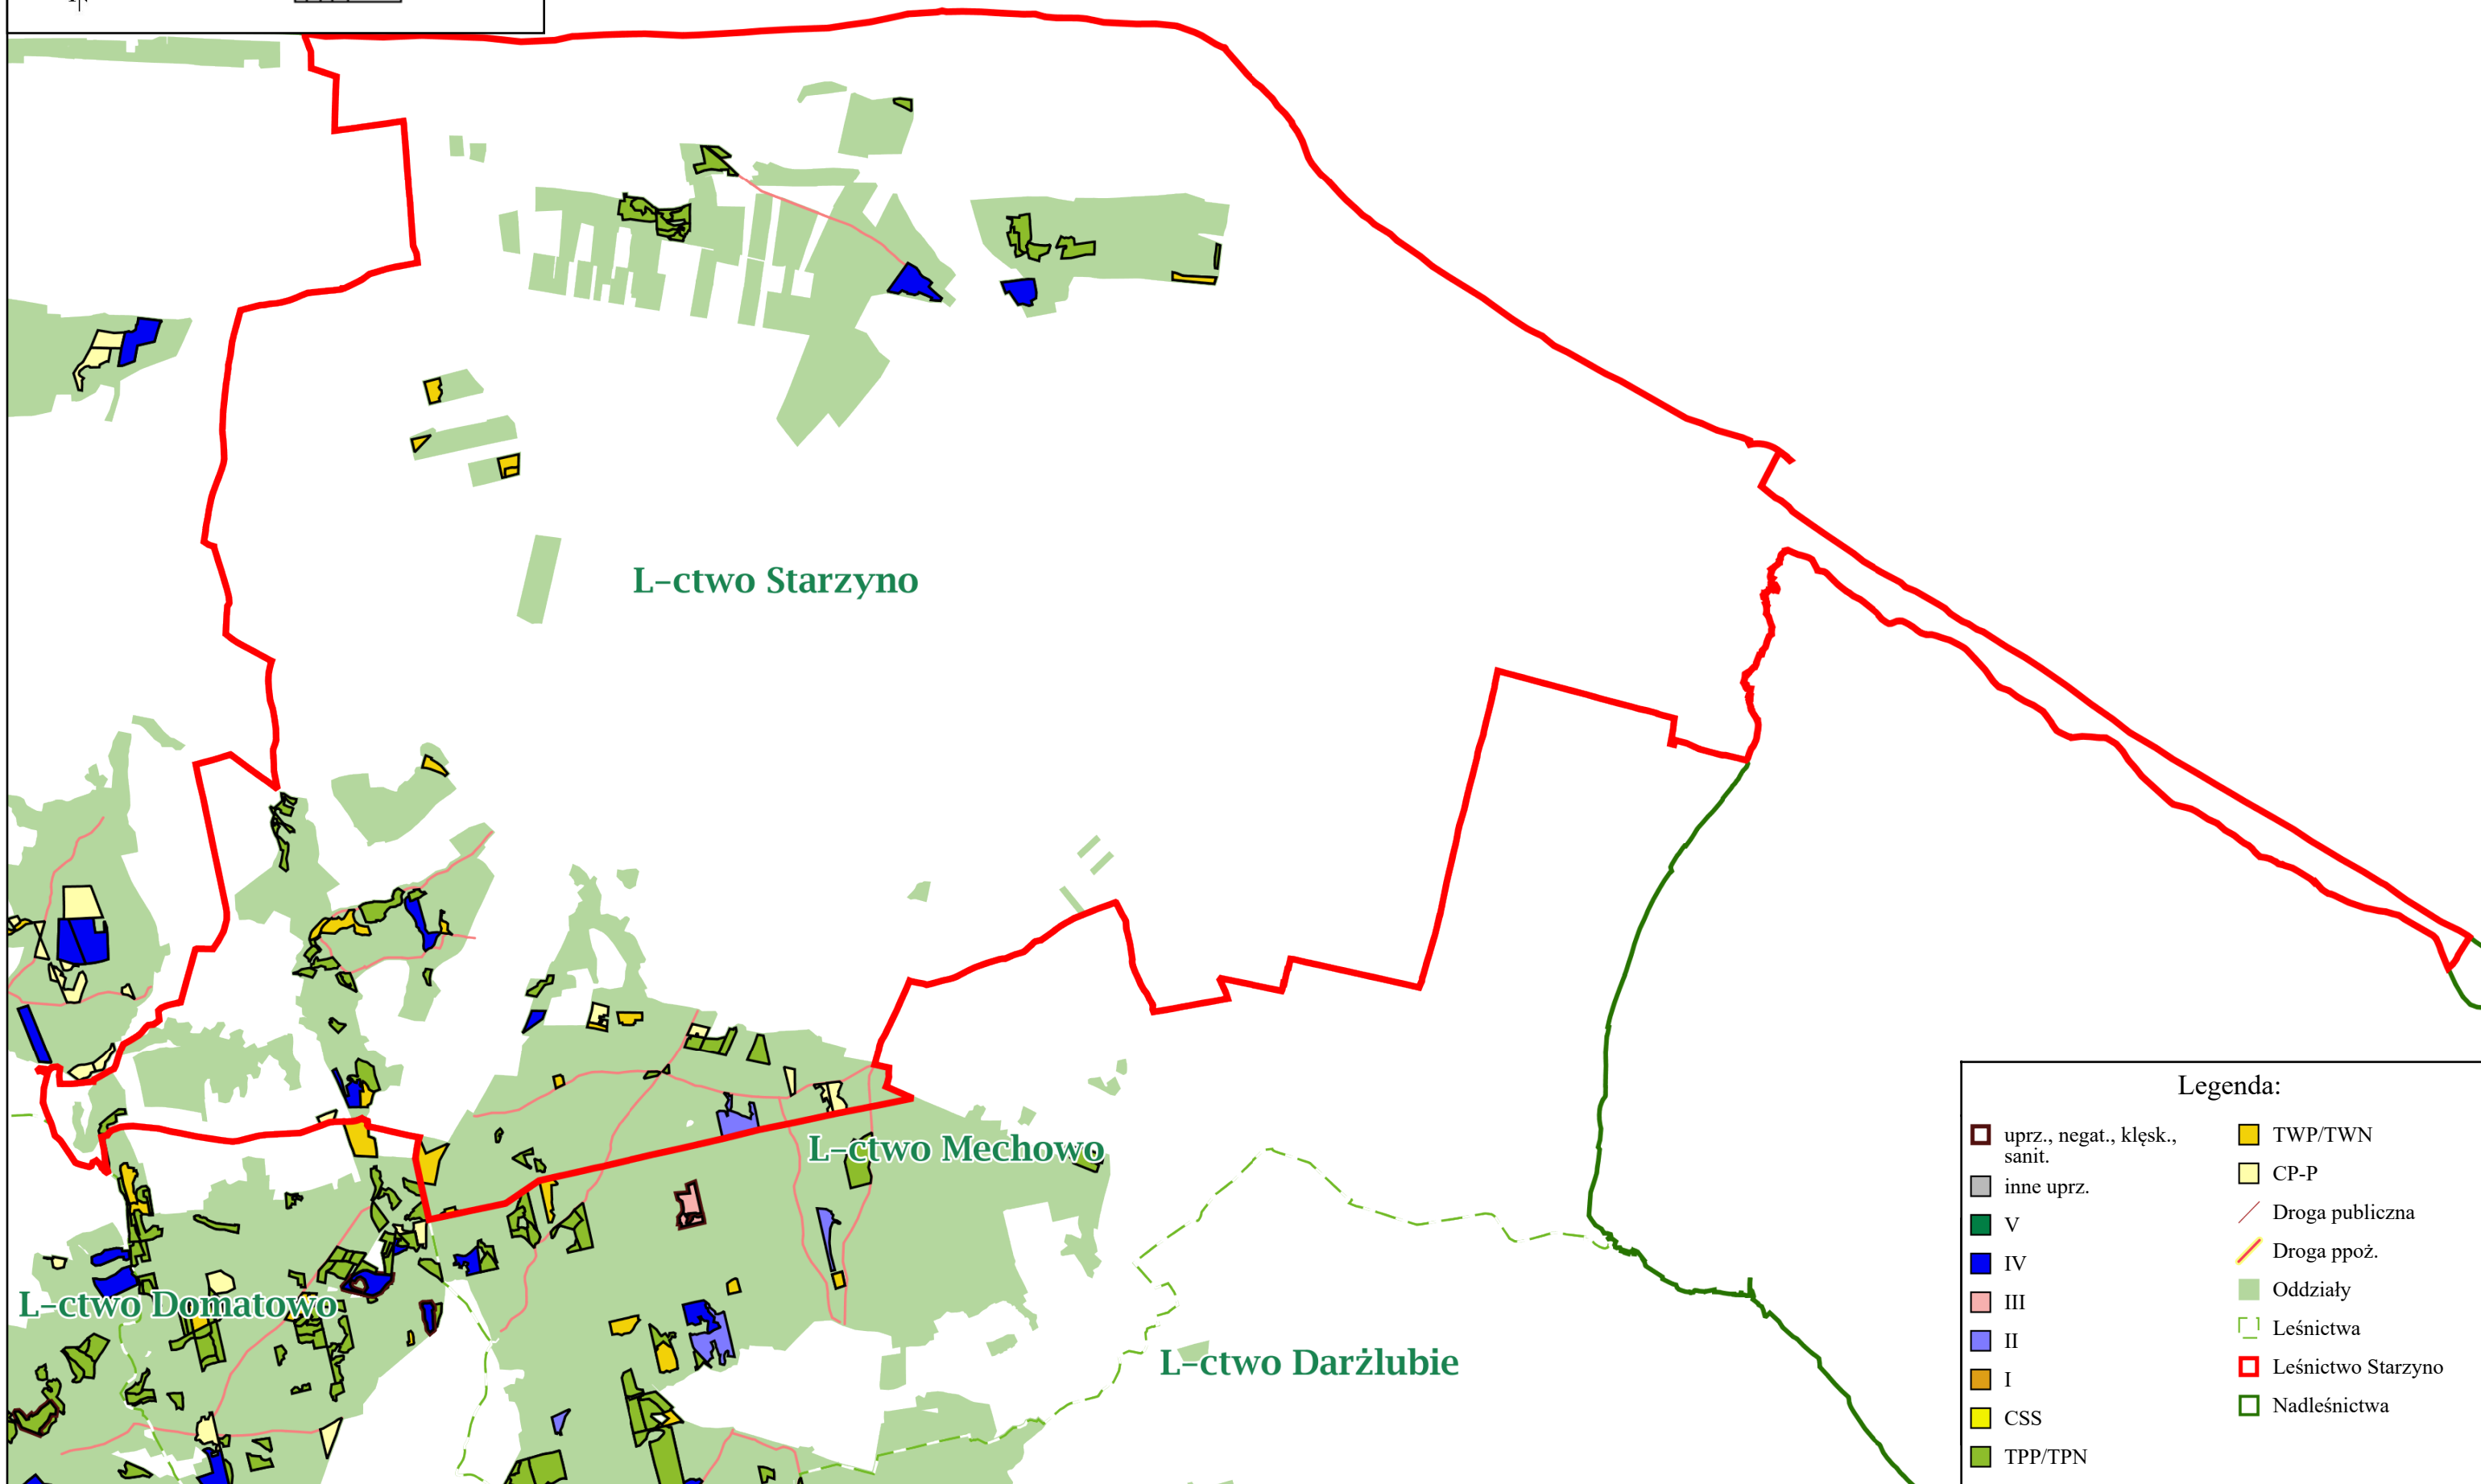 L-ctwo Starzyno
L-ctwo Mechowo
L-ctwo Domatowo
L-ctwo Darżlubie
Legenda:
uprz., negat., klęsk.,
sanit.
inne uprz.
V
IV
III
II
I
CSS
TPP/TPN
TWP/TWN
CP-P
Droga publiczna
Droga ppoż.
Oddziały
Leśnictwa
Leśnictwo Starzyno
Nadleśnictwa